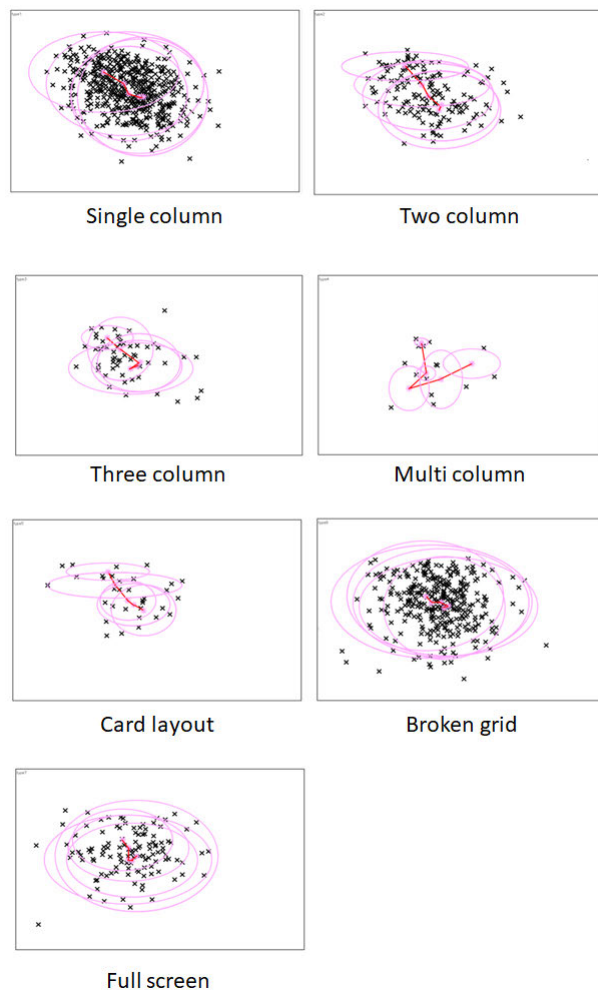 Single column
Two column
Three column
Multi column
Card layout
Broken grid
Full screen